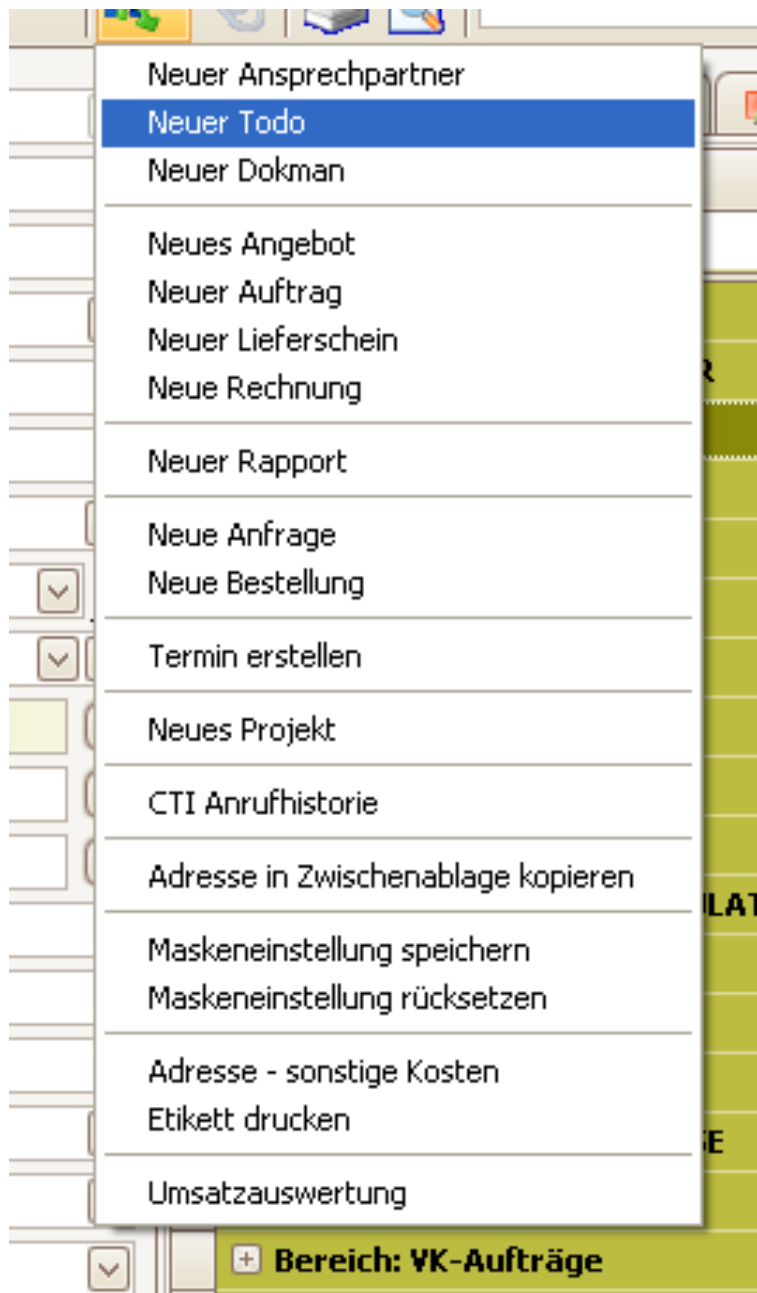 Neuer Ansprechpartner
Neuer Todo
Neuer Dokman
Neues Angebot
Neuer Auftrag
Neuer Lieferschein
Neue Rechnung
Neuer Rapport
Neue Anfrage
Neue Bestellung
Termin erstellen
Neues Projekt
CTI Anrufhistorie
Adresse in Zwischenablage kopieren
Maskeneinstellung speichern
Maskeneinstellung rücksetzen
Adresse - sonstige Kosten
Etikett drucken
Umsatzauswertung
Bereich: VK-Aufträge